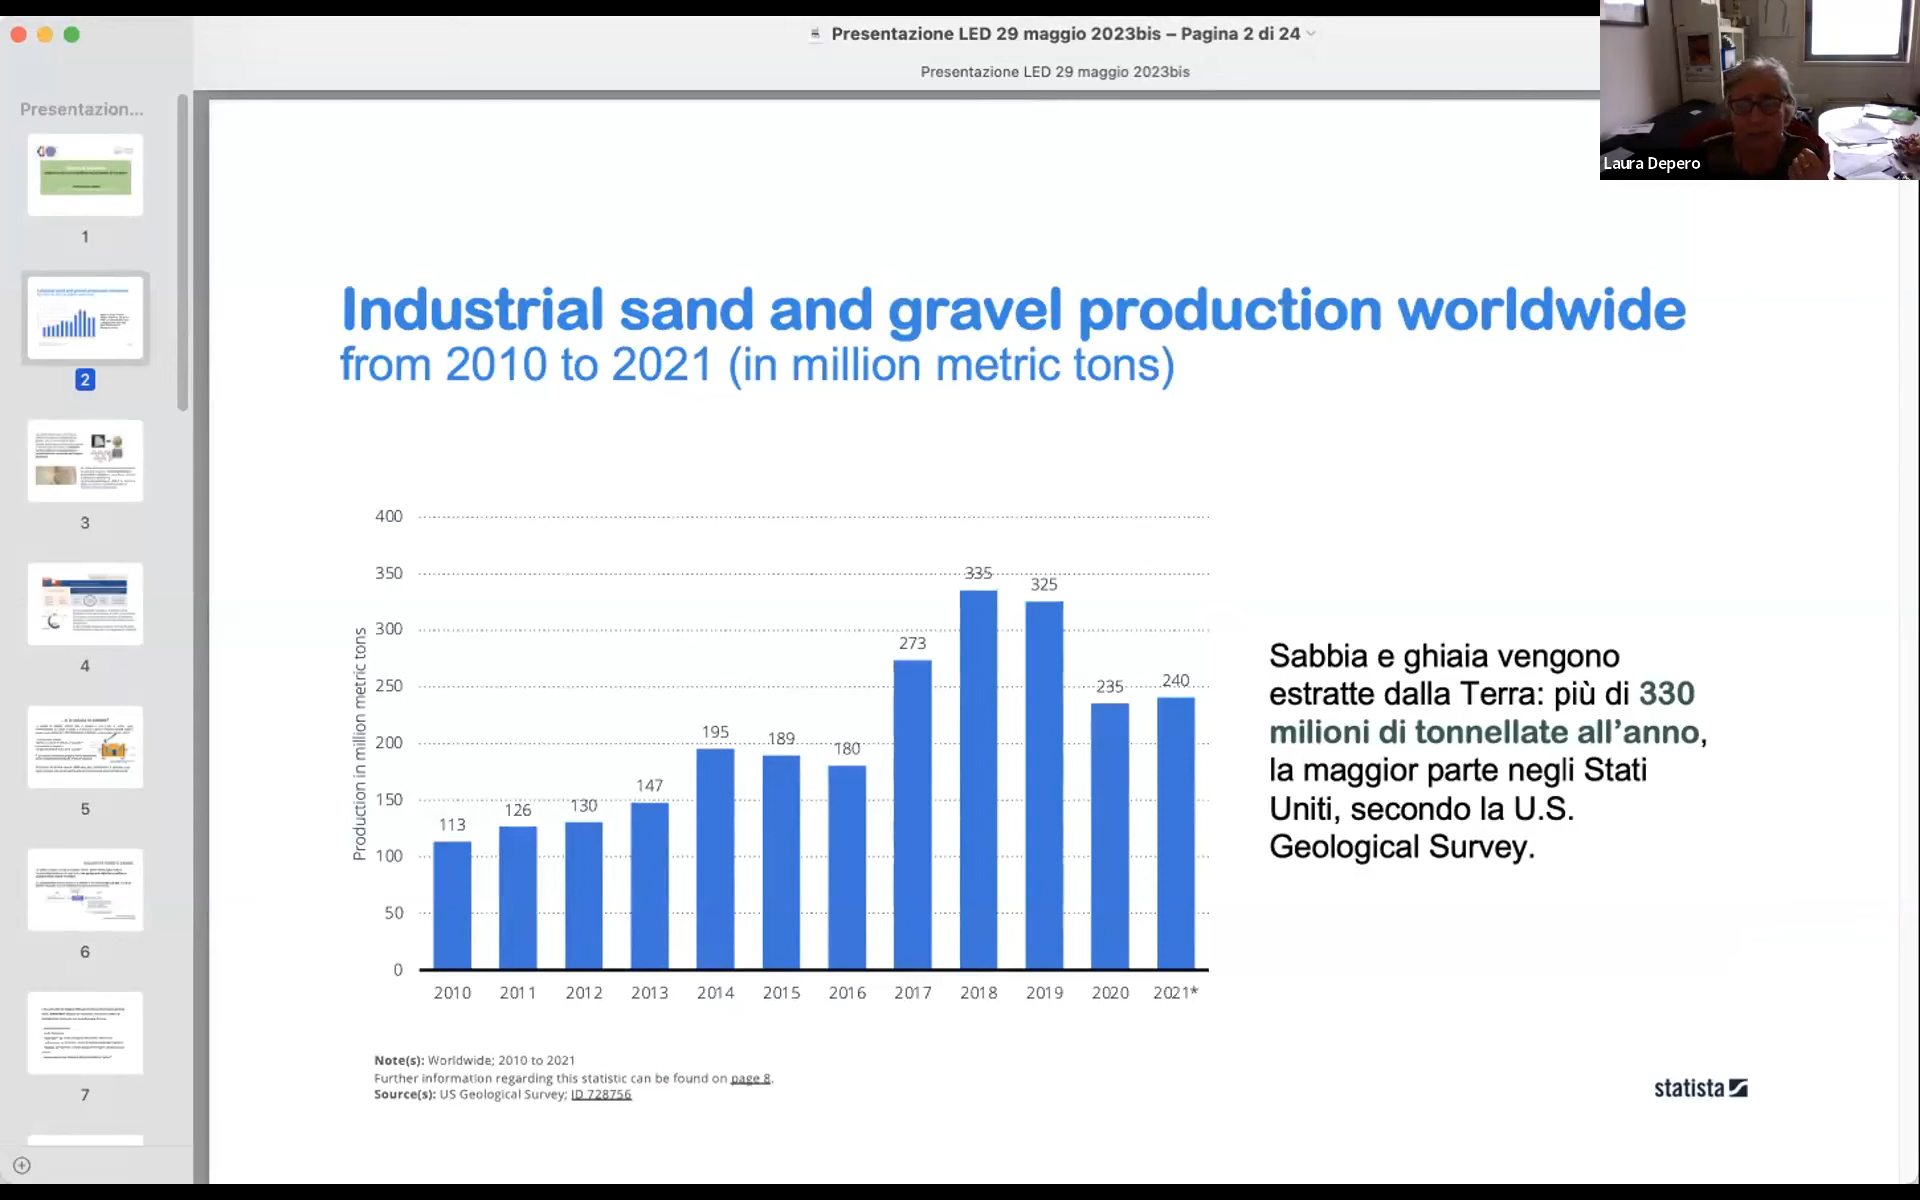 Presentazione LED 29 maggio 2023bis – Pagina 2 di 24
Presentazione LED 29 maggio 2023bis
Laura Depero
Presentazion...
1
2
3
4
5
6
7
Industrial sand and gravel production worldwide
from 2010 to 2021 (in million metric tons)
Production in million metric tons
400
350
300
250
200
150
100
50
0
113
126
130
147
195
189
180
273
335
325
235
240
2010
2011
2012
2013
2014
2015
2016
2017
2018
2019
2020
2021*
Sabbia e ghiaia vengono
estratte dalla Terra: più di 330
milioni di tonnellate all’anno,
la maggior parte negli Stati
Uniti, secondo la U.S.
Geological Survey.
Note(s): Worldwide; 2010 to 2021
Further information regarding this statistic can be found on page 8.
Source(s): US Geological Survey; ID 728756
statista